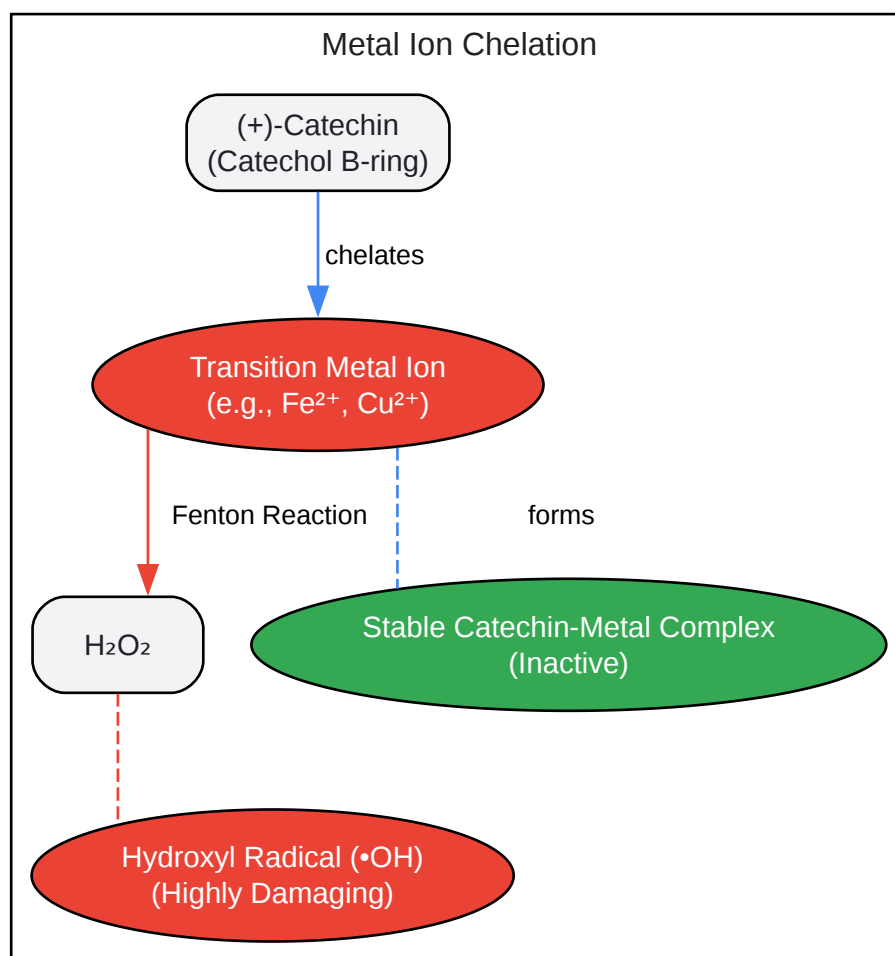 Metal Ion Chelation
(+)-Catechin
(Catechol B-ring)
chelates
Transition Metal Ion
(e.g., Fe²⁺, Cu²⁺)
Fenton Reaction
forms
H₂O₂
Stable Catechin-Metal Complex
(Inactive)
Hydroxyl Radical (•OH)
(Highly Damaging)